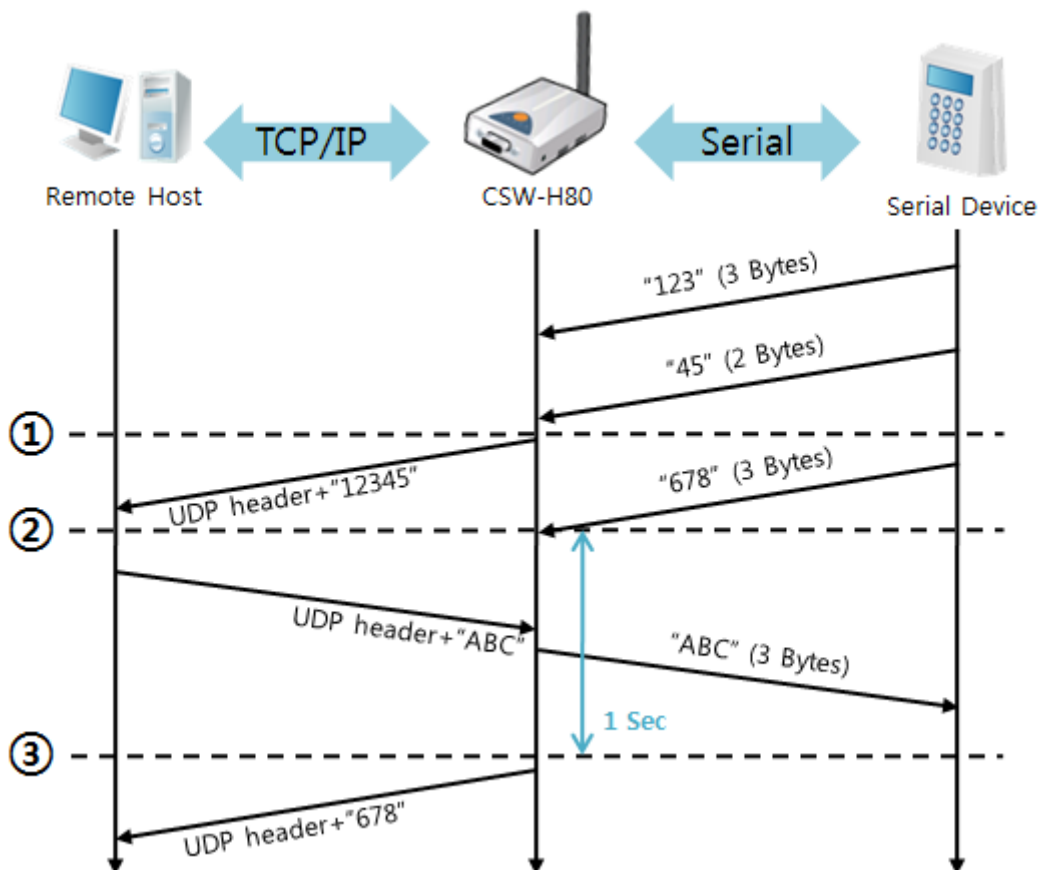 TCP/IP
Serial
Remote Host
CSW-H80
Serial Device
"123" (3 Bytes)
"45" (2 Bytes)
①
UDP header+"12345"
"678" (3 Bytes)
②
UDP header+"ABC"
"ABC" (3 Bytes)
1 Sec
③
UDP header+"678"